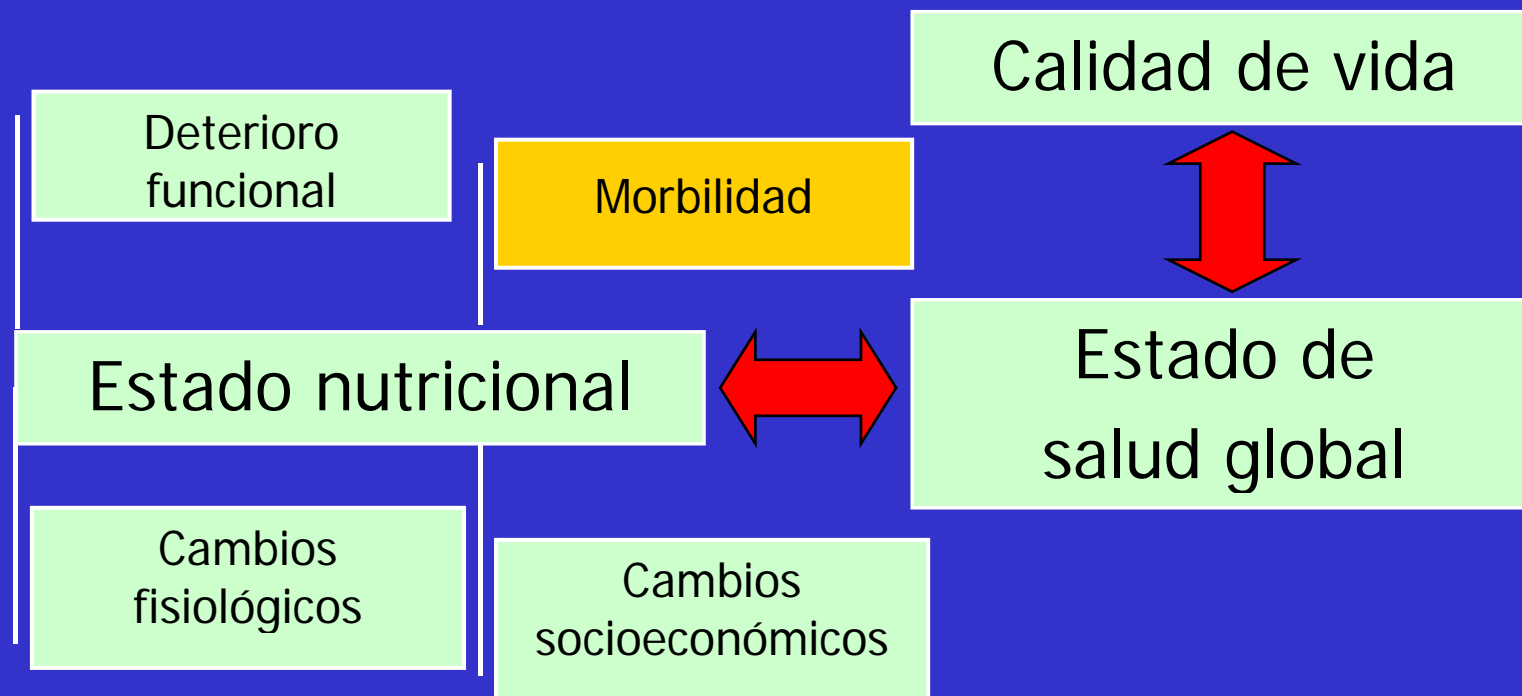 Calidad de vida
Deterioro
funcional
Morbilidad
Estado nutricional
Estado de
salud global
Cambios
fisiológicos
Cambios
socioeconómicos